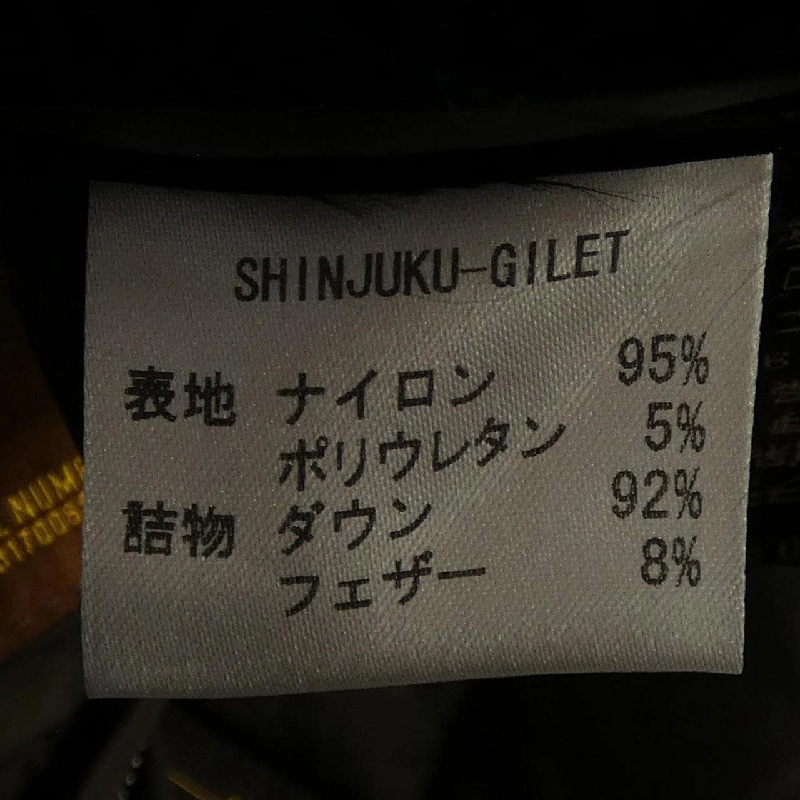 SHINJUKU-GILET
表地 ナイロン 95%
ポリウレタン 5%
詰物 ダウン 92%
フェザー 8%